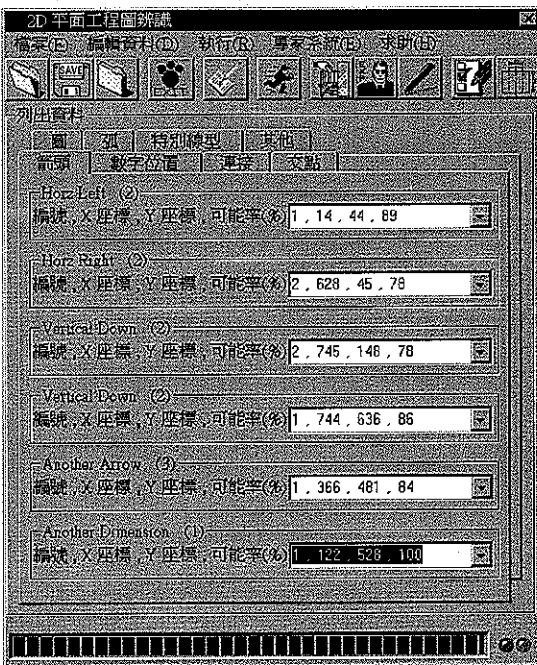 2D 平面工程圖辨識
檔案(F) 編輯資料(D) 執行(R) 專家系統(E) 求助(H)
SAVE
EXIT
列出資料
圓 弧 特別線型 其他
箭頭 數字位置 連接 交點
Horz Left (2)
編號 , X 座標 , Y 座標 , 可能率(%) 1 , 14 , 44 , 89
Horz Right (2)
編號 , X 座標 , Y 座標 , 可能率(%) 2 , 628 , 45 , 78
Vertical Down (2)
編號 , X 座標 , Y 座標 , 可能率(%) 2 , 745 , 148 , 78
Vertical Down (2)
編號 , X 座標 , Y 座標 , 可能率(%) 1 , 744 , 636 , 86
Another Arrow (3)
編號 , X 座標 , Y 座標 , 可能率(%) 1 , 366 , 481 , 84
Another Dimension (1)
編號 , X 座標 , Y 座標 , 可能率(%) 1 , 122 , 528 , 100